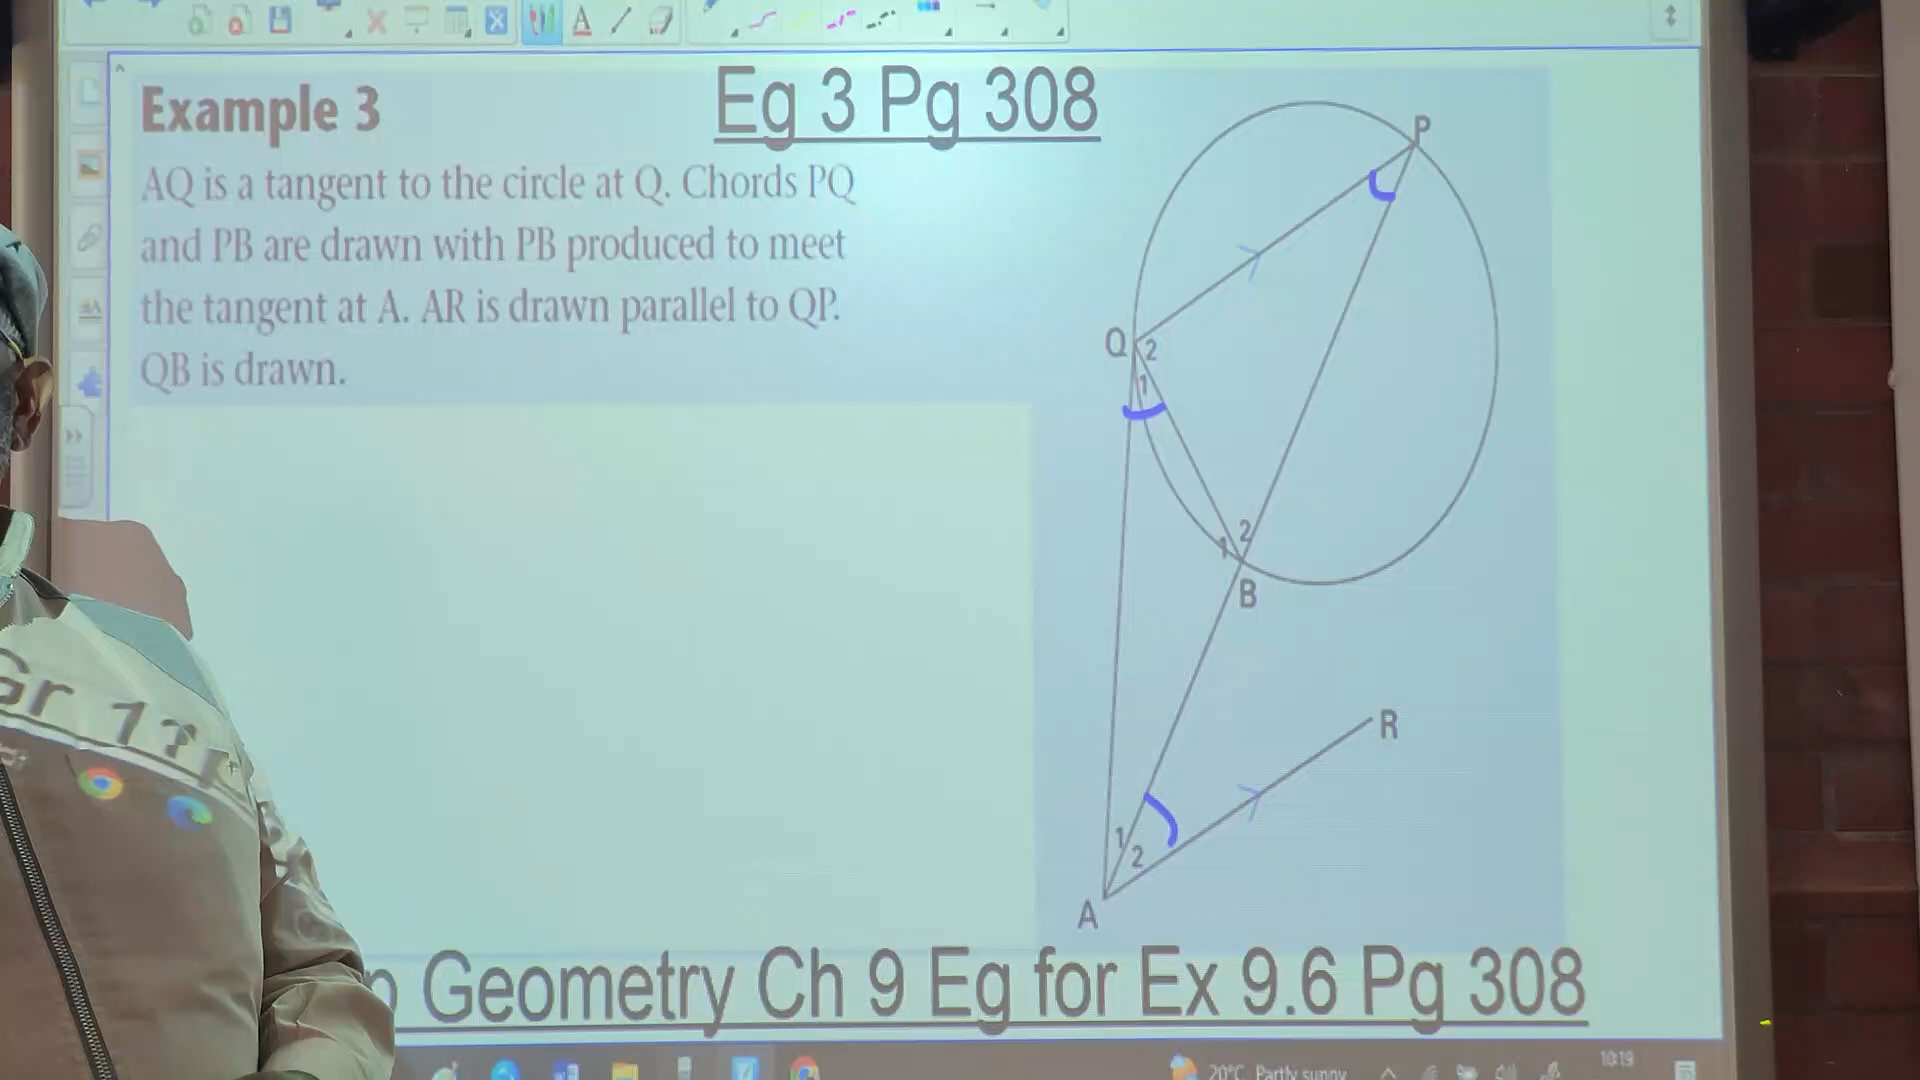 Example 3
Eg 3 Pg 308
AQ is a tangent to the circle at Q. Chords PQ
and PB are drawn with PB produced to meet
the tangent at A. AR is drawn parallel to QP.
QB is drawn.
P
Q 2
1
2
1
B
R
1
2
A
Geometry Ch 9 Eg for Ex 9.6 Pg 308
20°C Partly sunny
10:19